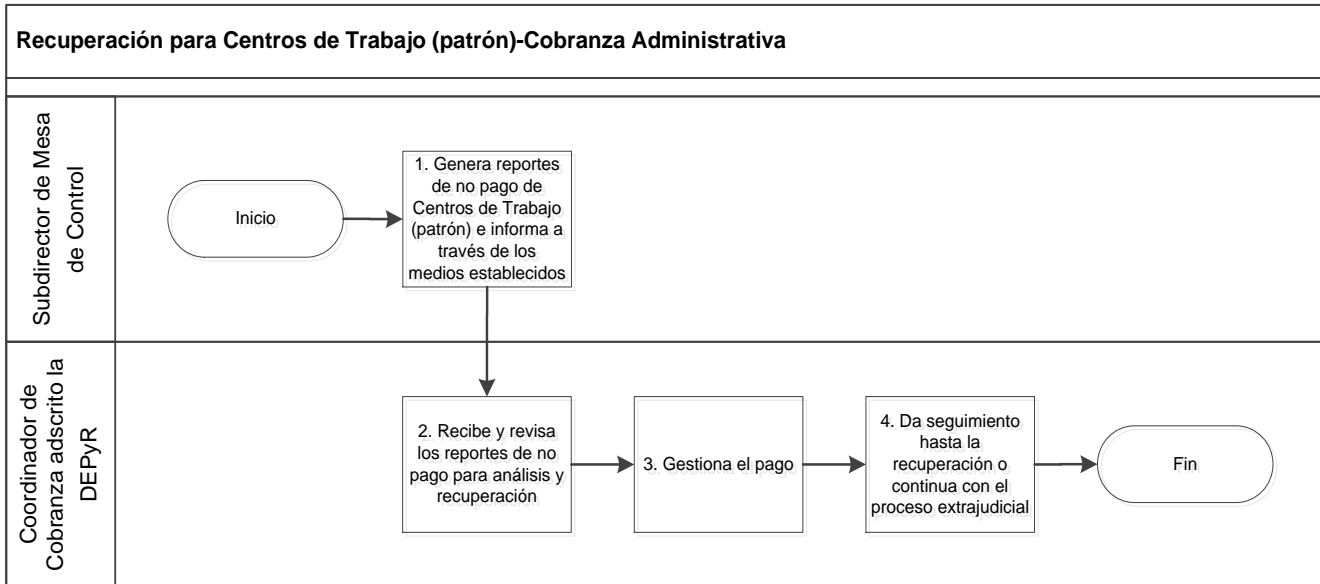 Recuperación para Centros de Trabajo (patrón)-Cobranza Administrativa
Subdirector de Mesa
de Control
Inicio
1. Genera reportes
de no pago de
Centros de Trabajo
(patrón) e informa a
través de los
medios establecidos
Coordinador de
Cobranza adscrito la
DEPyR
2. Recibe y revisa
los reportes de no
pago para análisis y
recuperación
3. Gestiona el pago
4. Da seguimiento
hasta la
recuperación o
continua con el
proceso extrajudicial
Fin